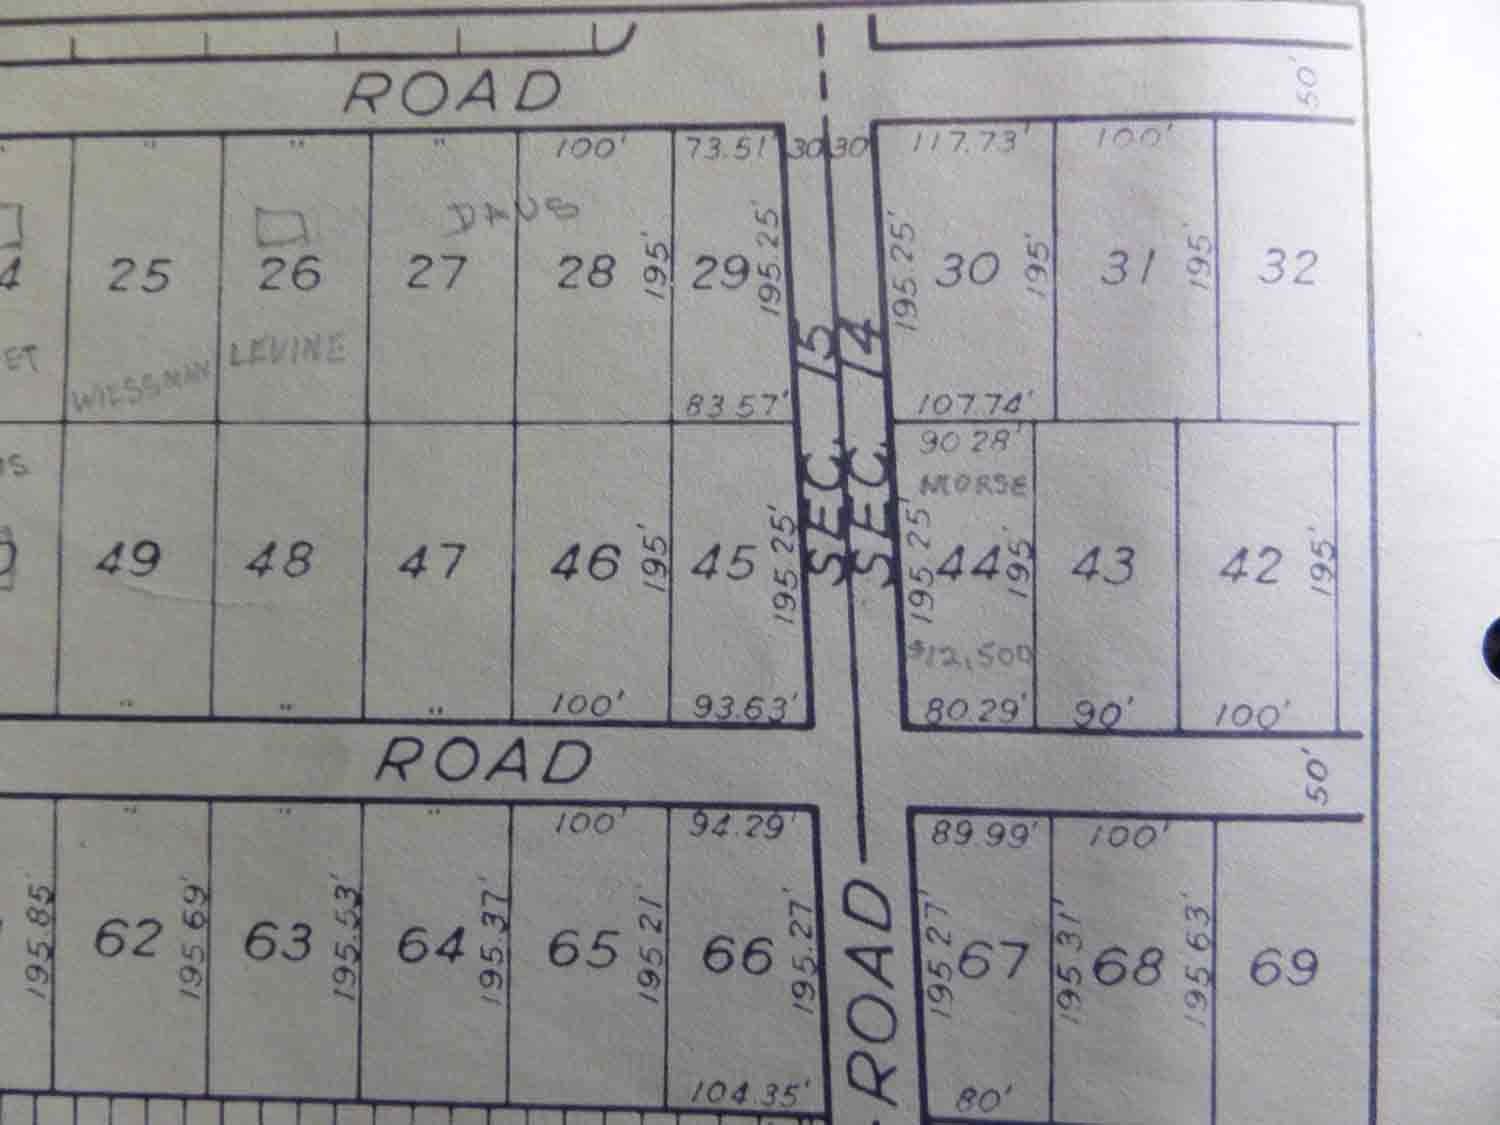 ROAD
50'
" " " 100' 73.51' 30 30 117.73' 100'
DAVIS
4 25 26 27 28 195' 29 195.25' 195.25' 30 195' 31 195' 32
ET WIESSMAN LEVINE
SEC. 15
SEC. 14
83.57' 107.74'
90.28'
MORSE
49 48 47 46 195' 45 195.25' 195.25' 44 195' 43 42 195'
$12,500
" " " 100' 93.63' 80.29' 90' 100'
ROAD
50'
" " " 100' 94.29' 89.99' 100'
195.85' 62 195.69' 63 195.53' 64 195.37' 65 195.21' 66 195.27' 195.27' 67 195.31' 68 195.63' 69
ROAD
104.35' 80'